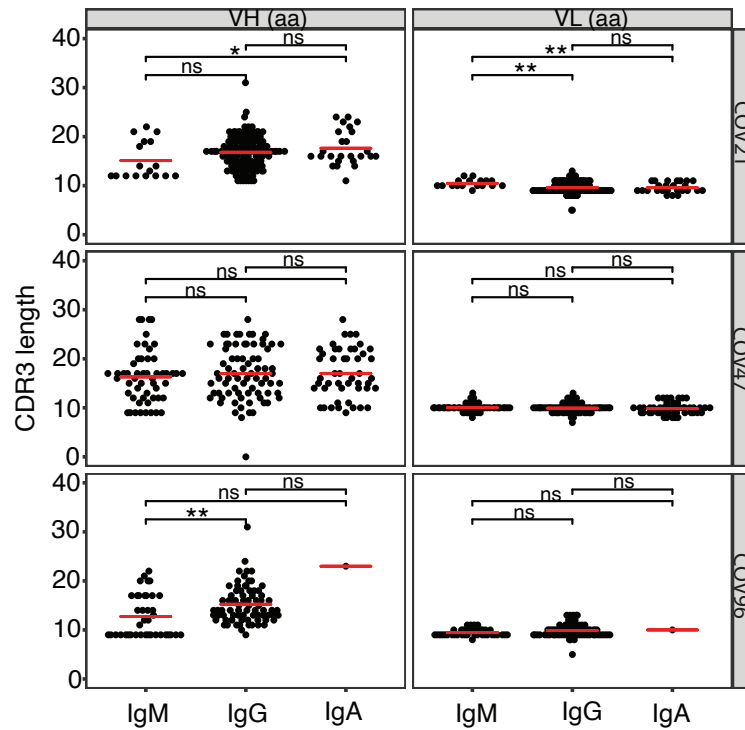 VH (aa) VL (aa)
40 ns ns
* **
30 ns **
20
10
0
COV21
40 ns ns
ns ns
30 ns ns
20
10
0
COV47
40 ns ns
ns ns
30 ** ns
20
10
0
COV96
CDR3 length
IgM IgG IgA IgM IgG IgA